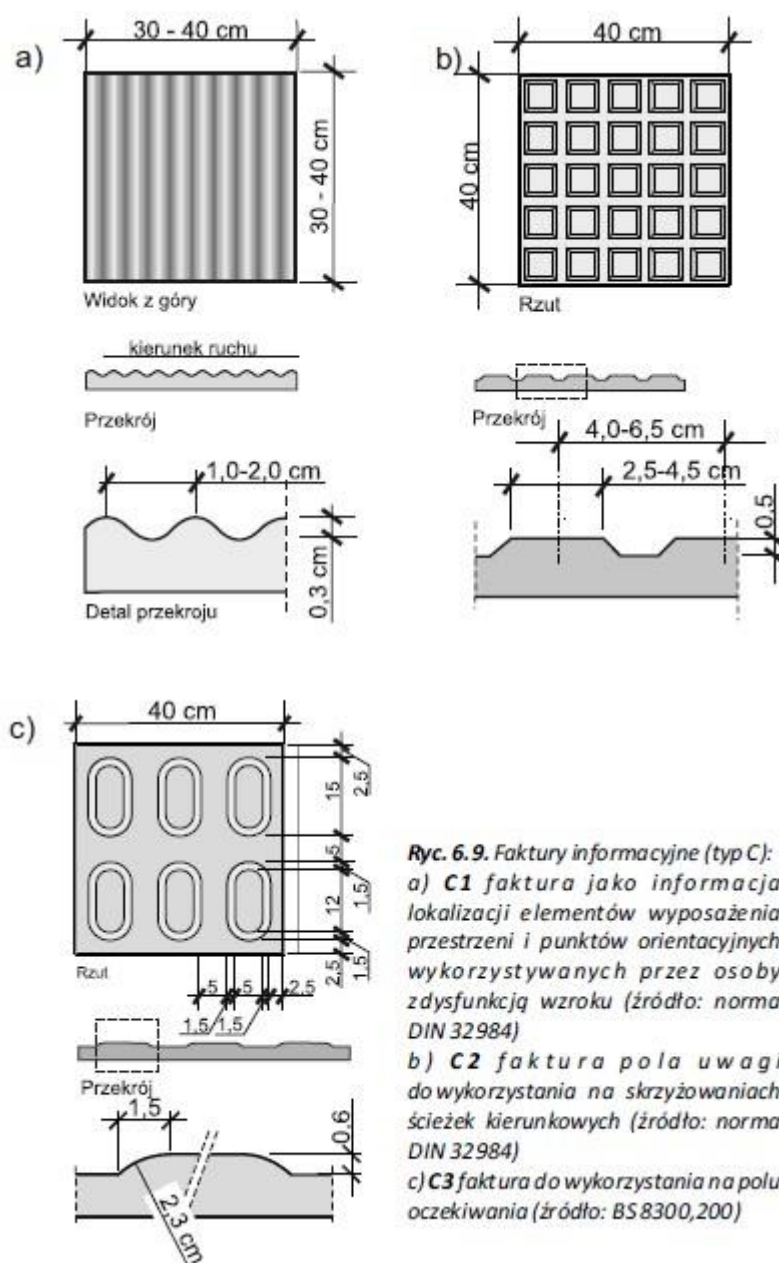 a)
30 - 40 cm
30 - 40 cm
Widok z góry
kierunek ruchu
Przekrój
1,0-2,0 cm
0,3 cm
Detal przekroju
b)
40 cm
40 cm
Rzut
Przekrój
4,0-6,5 cm
2,5-4,5 cm
0,5
c)
40 cm
2,5
15
5
1,5
12
1,5
2,5
Rzut
5
5
2,5
1,5
1,5
Przekrój
1,5
0,6
2,3 cm
Ryc. 6.9. Faktury informacyjne (typ C):
a) C1 faktura jako informacja
lokalizacji elementów wyposażenia
przestrzeni i punktów orientacyjnych
wykorzystywanych przez osoby
z dysfunkcją wzroku (źródło: norma
DIN 32984)
b) C2 faktura pola uwagi
do wykorzystania na skrzyżowaniach
ścieżek kierunkowych (źródło: norma
DIN 32984)
c) C3 faktura do wykorzystania na polu
oczekiwania (źródło: BS 8300,200)